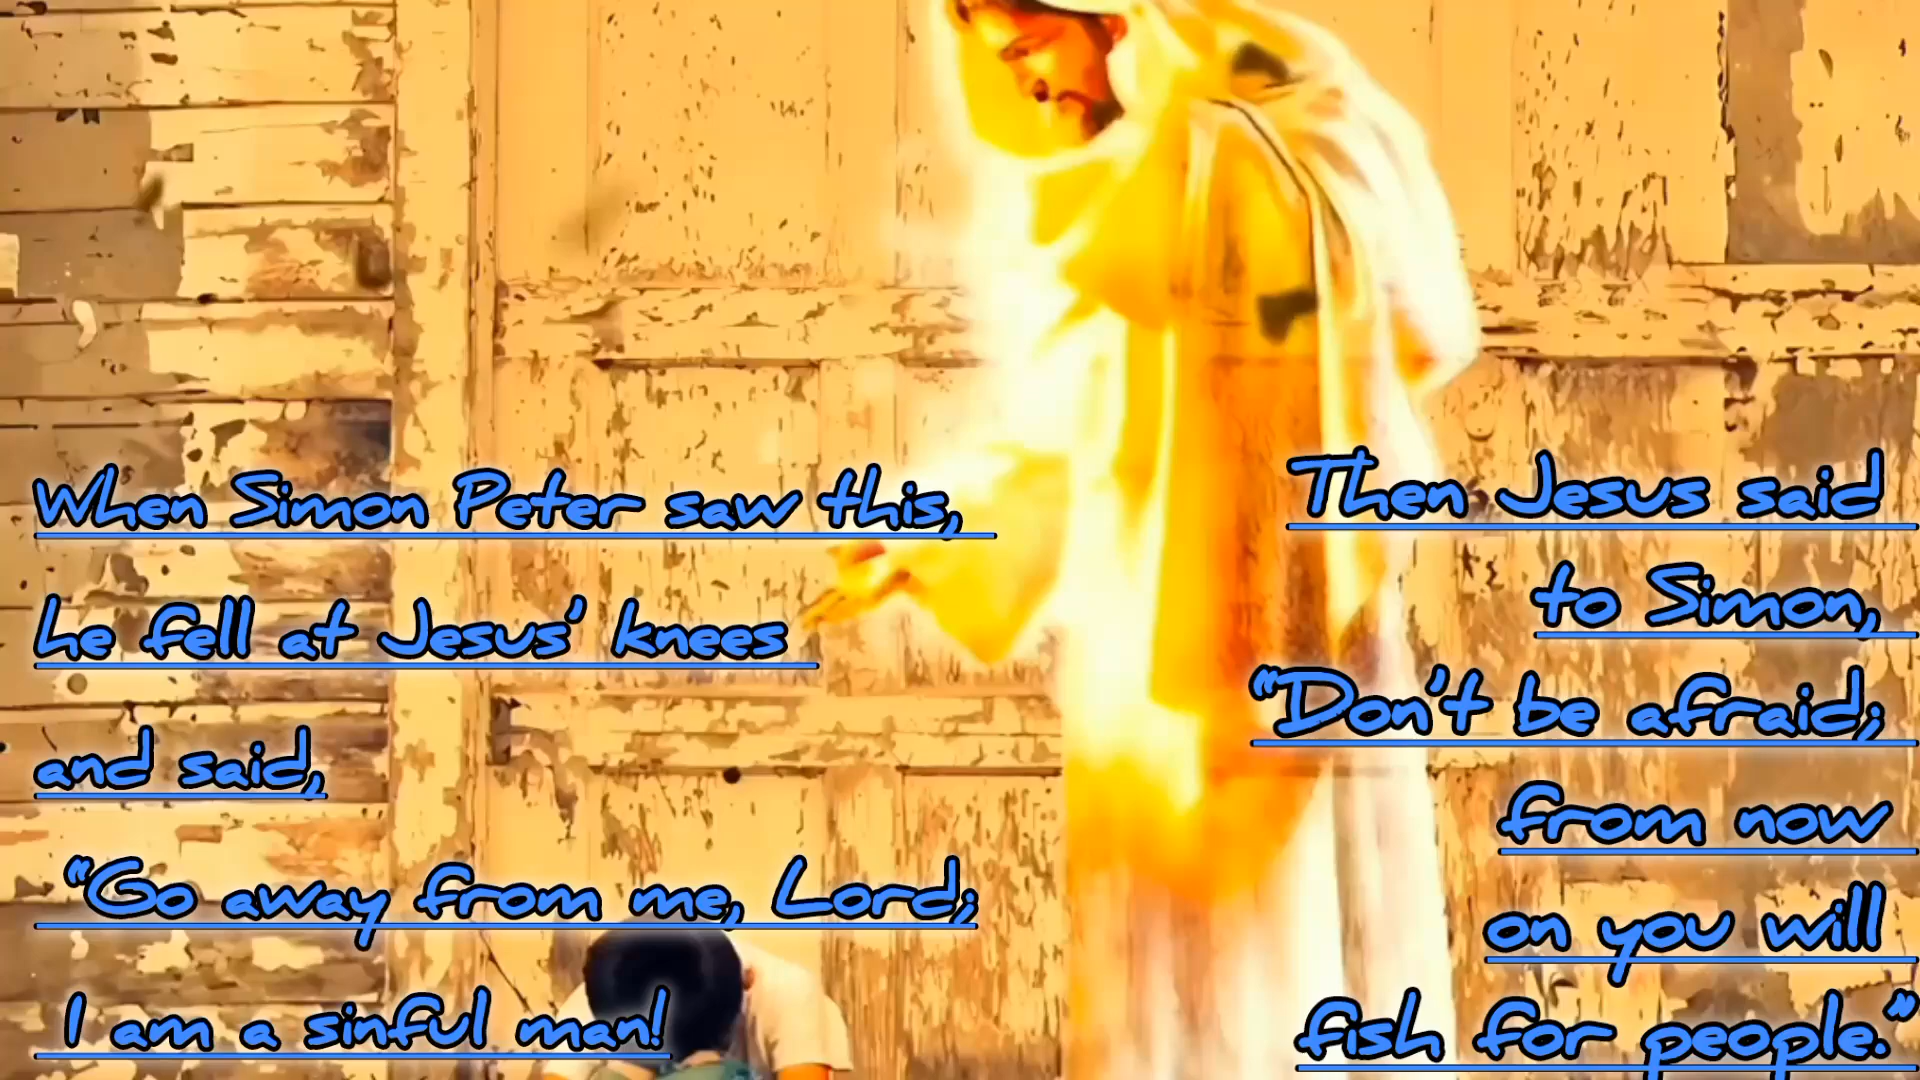 When Simon Peter saw this,
he fell at Jesus’ knees
and said,
“Go away from me, Lord;
I am a sinful man!
Then Jesus said
to Simon,
“Don’t be afraid;
from now
on you will
fish for people.”